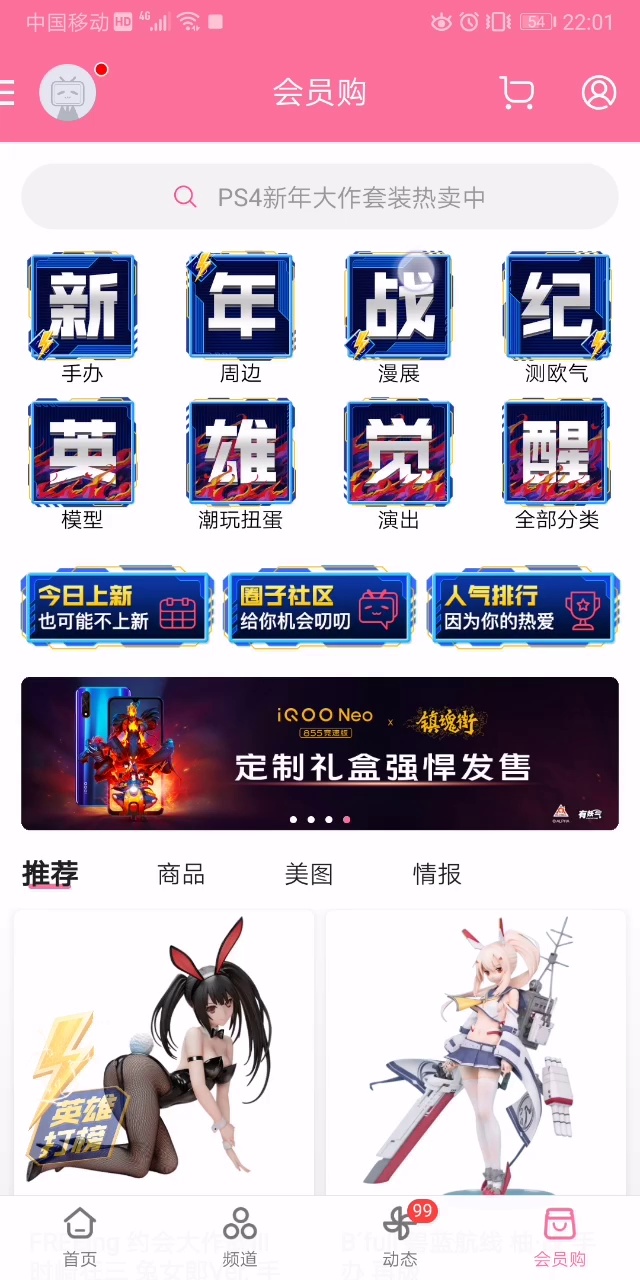 中国移动 HD 4G 54 22:01
会员购
PS4新年大作套装热卖中
新 年 战 纪
手办 周边 漫展 测欧气
英 雄 觉 醒
模型 潮玩扭蛋 演出 全部分类
今日上新 圈子社区 人气排行
也可能不上新 给你机会叨叨 因为你的热爱
iQOO Neo x 镇魂街
855竞速版
定制礼盒强悍发售
有妖气
推荐 商品 美图 情报
英雄
打榜
99
首页 频道 动态 会员购